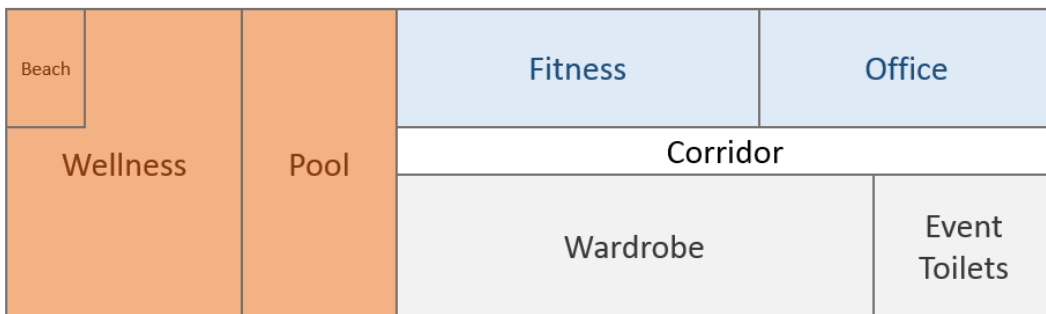 Beach
Wellness
Pool
Fitness
Office
Corridor
Wardrobe
Event
Toilets